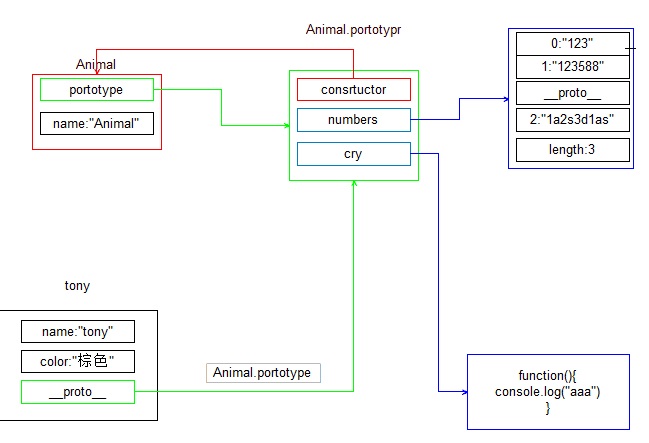 Animal.portotypr
Animal
portotype
name:"Animal"
consrtuctor
numbers
cry
0:"123"
1:"123588"
__proto__
2:"1a2s3d1as"
length:3
tony
name:"tony"
color:"棕色"
__proto__
Animal.portotype
function(){
console.log("aaa")
}